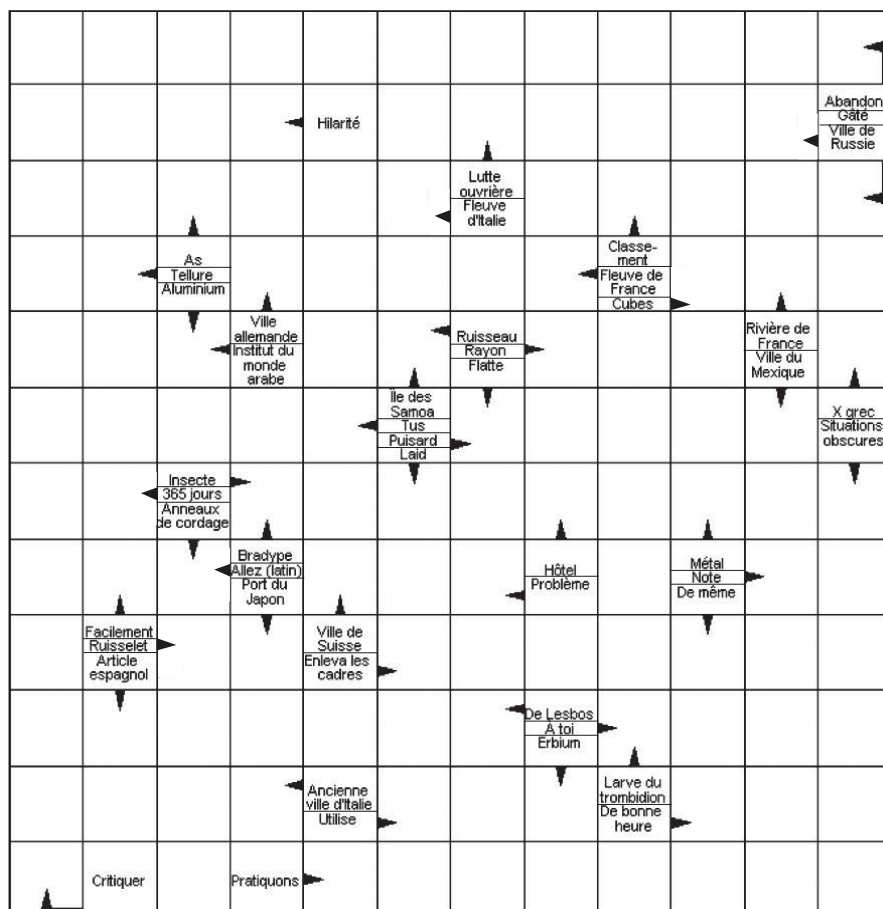 Hilarité
Abandon
Gâté
Ville de
Russie
Lutte
ouvrière
Fleuve
d'Italie
As
Tellure
Aluminium
Classe-
ment
Fleuve de
France
Cubes
Ville
allemande
Institut du
monde
arabe
Ruisseau
Rayon
Flatte
Rivière de
France
Ville du
Mexique
Île des
Samoa
Tus
Puisard
Laid
X grec
Situations
obscures
Insecte
365 jours
Anneaux
de cordage
Bradype
Allez (latin)
Port du
Japon
Hôtel
Problème
Métal
Note
De même
Facilement
Ruisselet
Article
espagnol
Ville de
Suisse
Enleva les
cadres
De Lesbos
À toi
Erbium
Ancienne
ville d'Italie
Utilise
Larve du
trombidion
De bonne
heure
Critiquer
Pratiquons